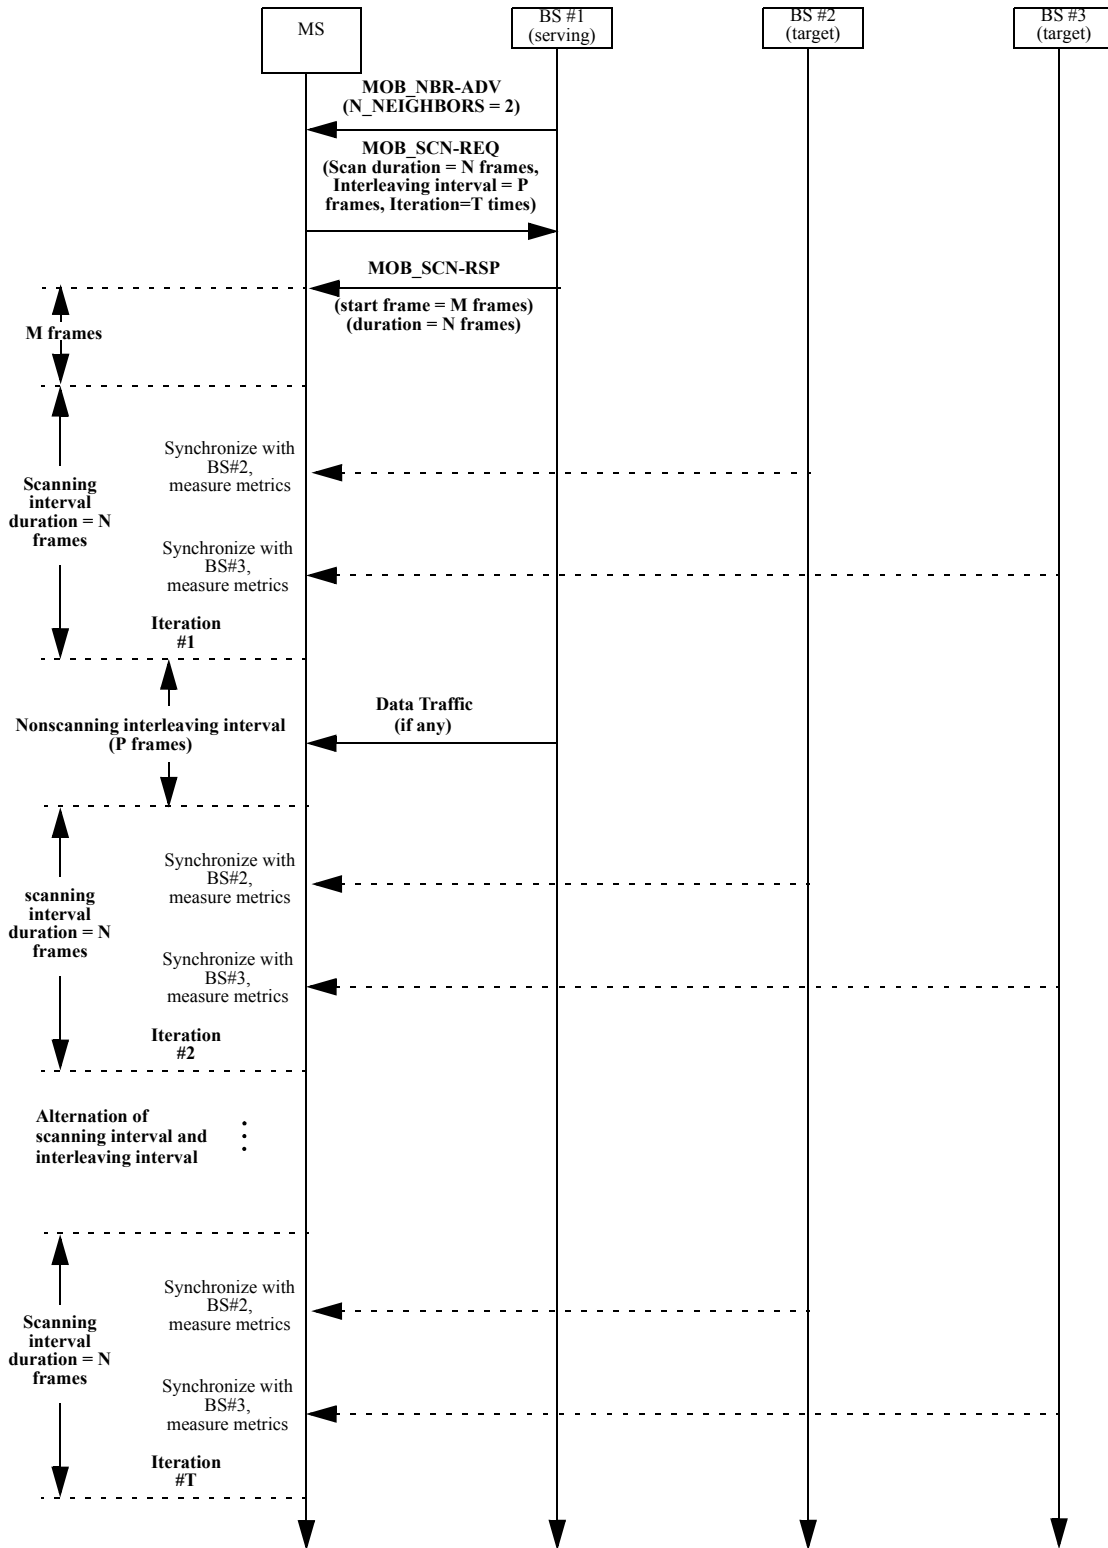 MS
BS #1
(serving)
BS #2
(target)
BS #3
(target)
MOB_NBR-ADV
(N_NEIGHBORS = 2)
MOB_SCN-REQ
(Scan duration = N frames,
Interleaving interval = P
frames, Iteration=T times)
MOB_SCN-RSP
(start frame = M frames)
(duration = N frames)
M frames
Synchronize with
BS#2,
measure metrics
Scanning
interval
duration = N
frames
Synchronize with
BS#3,
measure metrics
Iteration
#1
Data Traffic
(if any)
Nonscanning interleaving interval
(P frames)
Synchronize with
BS#2,
measure metrics
scanning
interval
duration = N
frames
Synchronize with
BS#3,
measure metrics
Iteration
#2
Alternation of
scanning interval and
interleaving interval
Synchronize with
BS#2,
measure metrics
Scanning
interval
duration = N
frames
Synchronize with
BS#3,
measure metrics
Iteration
#T